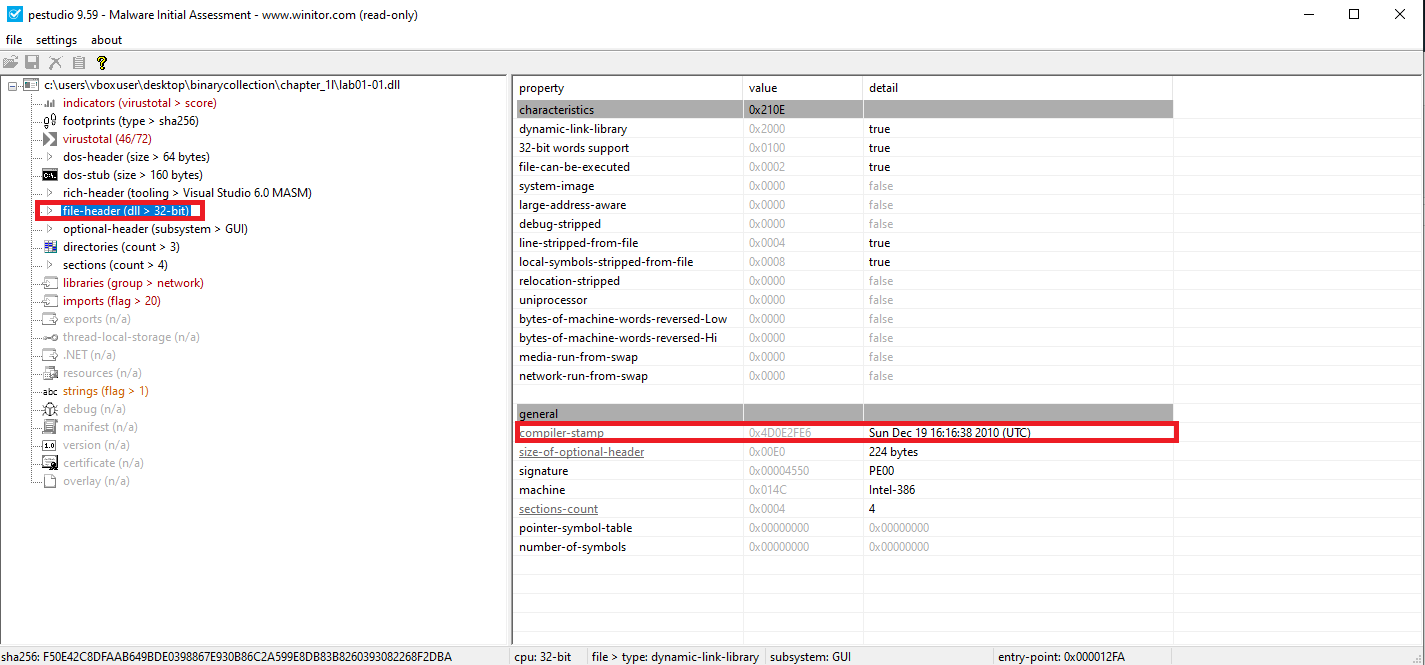 pestudio 9.59 - Malware Initial Assessment - www.winitor.com (read-only)
file settings about
c:\users\vboxuser\desktop\binarycollection\chapter_1l\lab01-01.dll
indicators (virustotal > score)
footprints (type > sha256)
virustotal (46/72)
dos-header (size > 64 bytes)
dos-stub (size > 160 bytes)
rich-header (tooling > Visual Studio 6.0 MASM)
file-header (dll > 32-bit)
optional-header (subsystem > GUI)
directories (count > 3)
sections (count > 4)
libraries (group > network)
imports (flag > 20)
exports (n/a)
thread-local-storage (n/a)
.NET (n/a)
resources (n/a)
abc strings (flag > 1)
debug (n/a)
manifest (n/a)
1.0 version (n/a)
certificate (n/a)
overlay (n/a)
property value detail
characteristics 0x210E
dynamic-link-library 0x2000 true
32-bit words support 0x0100 true
file-can-be-executed 0x0002 true
system-image 0x0000 false
large-address-aware 0x0000 false
debug-stripped 0x0000 false
line-stripped-from-file 0x0004 true
local-symbols-stripped-from-file 0x0008 true
relocation-stripped 0x0000 false
uniprocessor 0x0000 false
bytes-of-machine-words-reversed-Low 0x0000 false
bytes-of-machine-words-reversed-Hi 0x0000 false
media-run-from-swap 0x0000 false
network-run-from-swap 0x0000 false
general
compiler-stamp 0x4D0E2FE6 Sun Dec 19 16:16:38 2010 (UTC)
size-of-optional-header 0x00E0 224 bytes
signature 0x00004550 PE00
machine 0x014C Intel-386
sections-count 0x0004 4
pointer-symbol-table 0x00000000 0x00000000
number-of-symbols 0x00000000 0x00000000
sha256: F50E42C8DFAAB649BDE0398867E930B86C2A599E8DB83B8260393082268F2DBA cpu: 32-bit file > type: dynamic-link-library subsystem: GUI entry-point: 0x000012FA